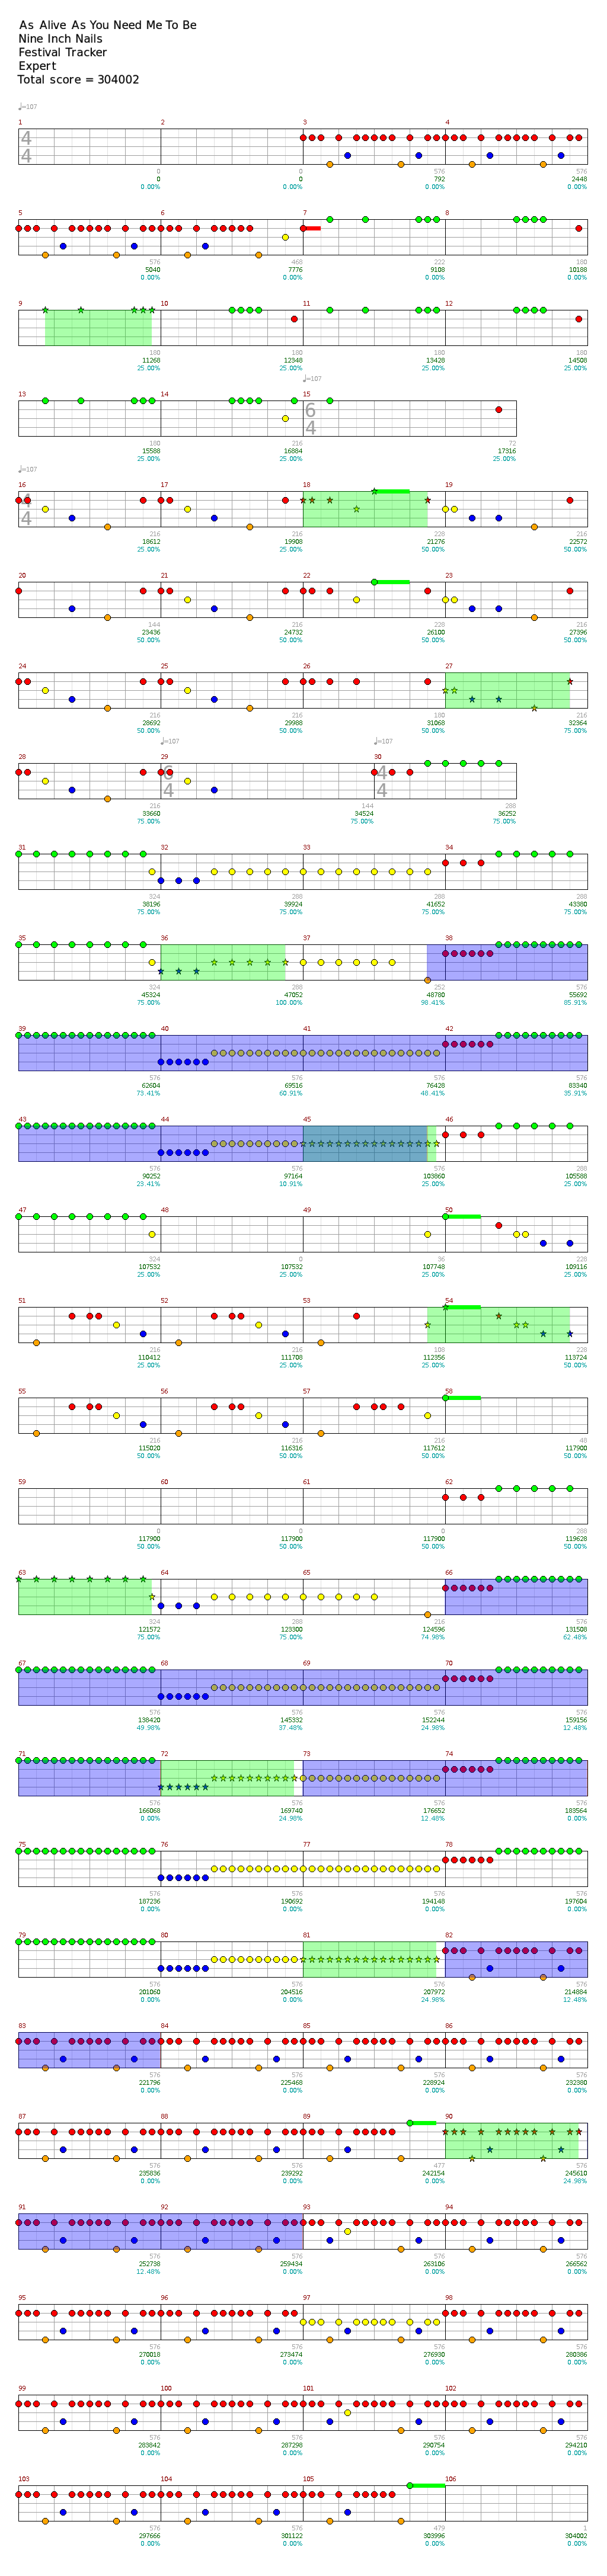 As Alive As You Need Me To Be
Nine Inch Nails
Festival Tracker
Expert
Total score = 304002
♩=107
1 2 3 4
4
4
0 0 576 576
0 0 792 2448
0.00% 0.00% 0.00% 0.00%
5 6 7 8
576 468 222 180
5040 7776 9108 10188
0.00% 0.00% 0.00% 0.00%
9 10 11 12
180 180 180 180
11268 12348 13428 14508
25.00% 25.00% 25.00% 25.00%
♩=107
13 14 15
6
4
180 216 72
15588 16884 17316
25.00% 25.00% 25.00%
♩=107
16 17 18 19
4
4
216 216 228 216
18612 19908 21276 22572
25.00% 25.00% 50.00% 50.00%
20 21 22 23
144 216 228 216
23436 24732 26100 27396
50.00% 50.00% 50.00% 50.00%
24 25 26 27
216 216 180 216
28692 29988 31068 32364
50.00% 50.00% 50.00% 75.00%
♩=107 ♩=107
28 29 30
6 4
4 4
216 144 288
33660 34524 36252
75.00% 75.00% 75.00%
31 32 33 34
324 288 288 288
38196 39924 41652 43380
75.00% 75.00% 75.00% 75.00%
35 36 37 38
324 288 252 576
45324 47052 48780 55692
75.00% 100.00% 98.41% 85.91%
39 40 41 42
576 576 576 576
62604 69516 76428 83340
73.41% 60.91% 48.41% 35.91%
43 44 45 46
576 576 576 288
90252 97164 103860 105588
23.41% 10.91% 25.00% 25.00%
47 48 49 50
324 0 36 228
107532 107532 107748 109116
25.00% 25.00% 25.00% 25.00%
51 52 53 54
216 216 108 228
110412 111708 112356 113724
25.00% 25.00% 25.00% 50.00%
55 56 57 58
216 216 216 48
115020 116316 117612 117900
50.00% 50.00% 50.00% 50.00%
59 60 61 62
0 0 0 288
117900 117900 117900 119628
50.00% 50.00% 50.00% 50.00%
63 64 65 66
324 288 216 576
121572 123300 124596 131508
75.00% 75.00% 74.98% 62.48%
67 68 69 70
576 576 576 576
138420 145332 152244 159156
49.98% 37.48% 24.98% 12.48%
71 72 73 74
576 576 576 576
166068 169740 176652 183564
0.00% 24.98% 12.48% 0.00%
75 76 77 78
576 576 576 576
187236 190692 194148 197604
0.00% 0.00% 0.00% 0.00%
79 80 81 82
576 576 576 576
201060 204516 207972 214884
0.00% 0.00% 24.98% 12.48%
83 84 85 86
576 576 576 576
221796 225468 228924 232380
0.00% 0.00% 0.00% 0.00%
87 88 89 90
576 576 477 576
235836 239292 242154 245610
0.00% 0.00% 0.00% 24.98%
91 92 93 94
576 576 576 576
252738 259434 263106 266562
12.48% 0.00% 0.00% 0.00%
95 96 97 98
576 576 576 576
270018 273474 276930 280386
0.00% 0.00% 0.00% 0.00%
99 100 101 102
576 576 576 576
283842 287298 290754 294210
0.00% 0.00% 0.00% 0.00%
103 104 105 106
576 576 479 1
297666 301122 303996 304002
0.00% 0.00% 0.00% 0.00%